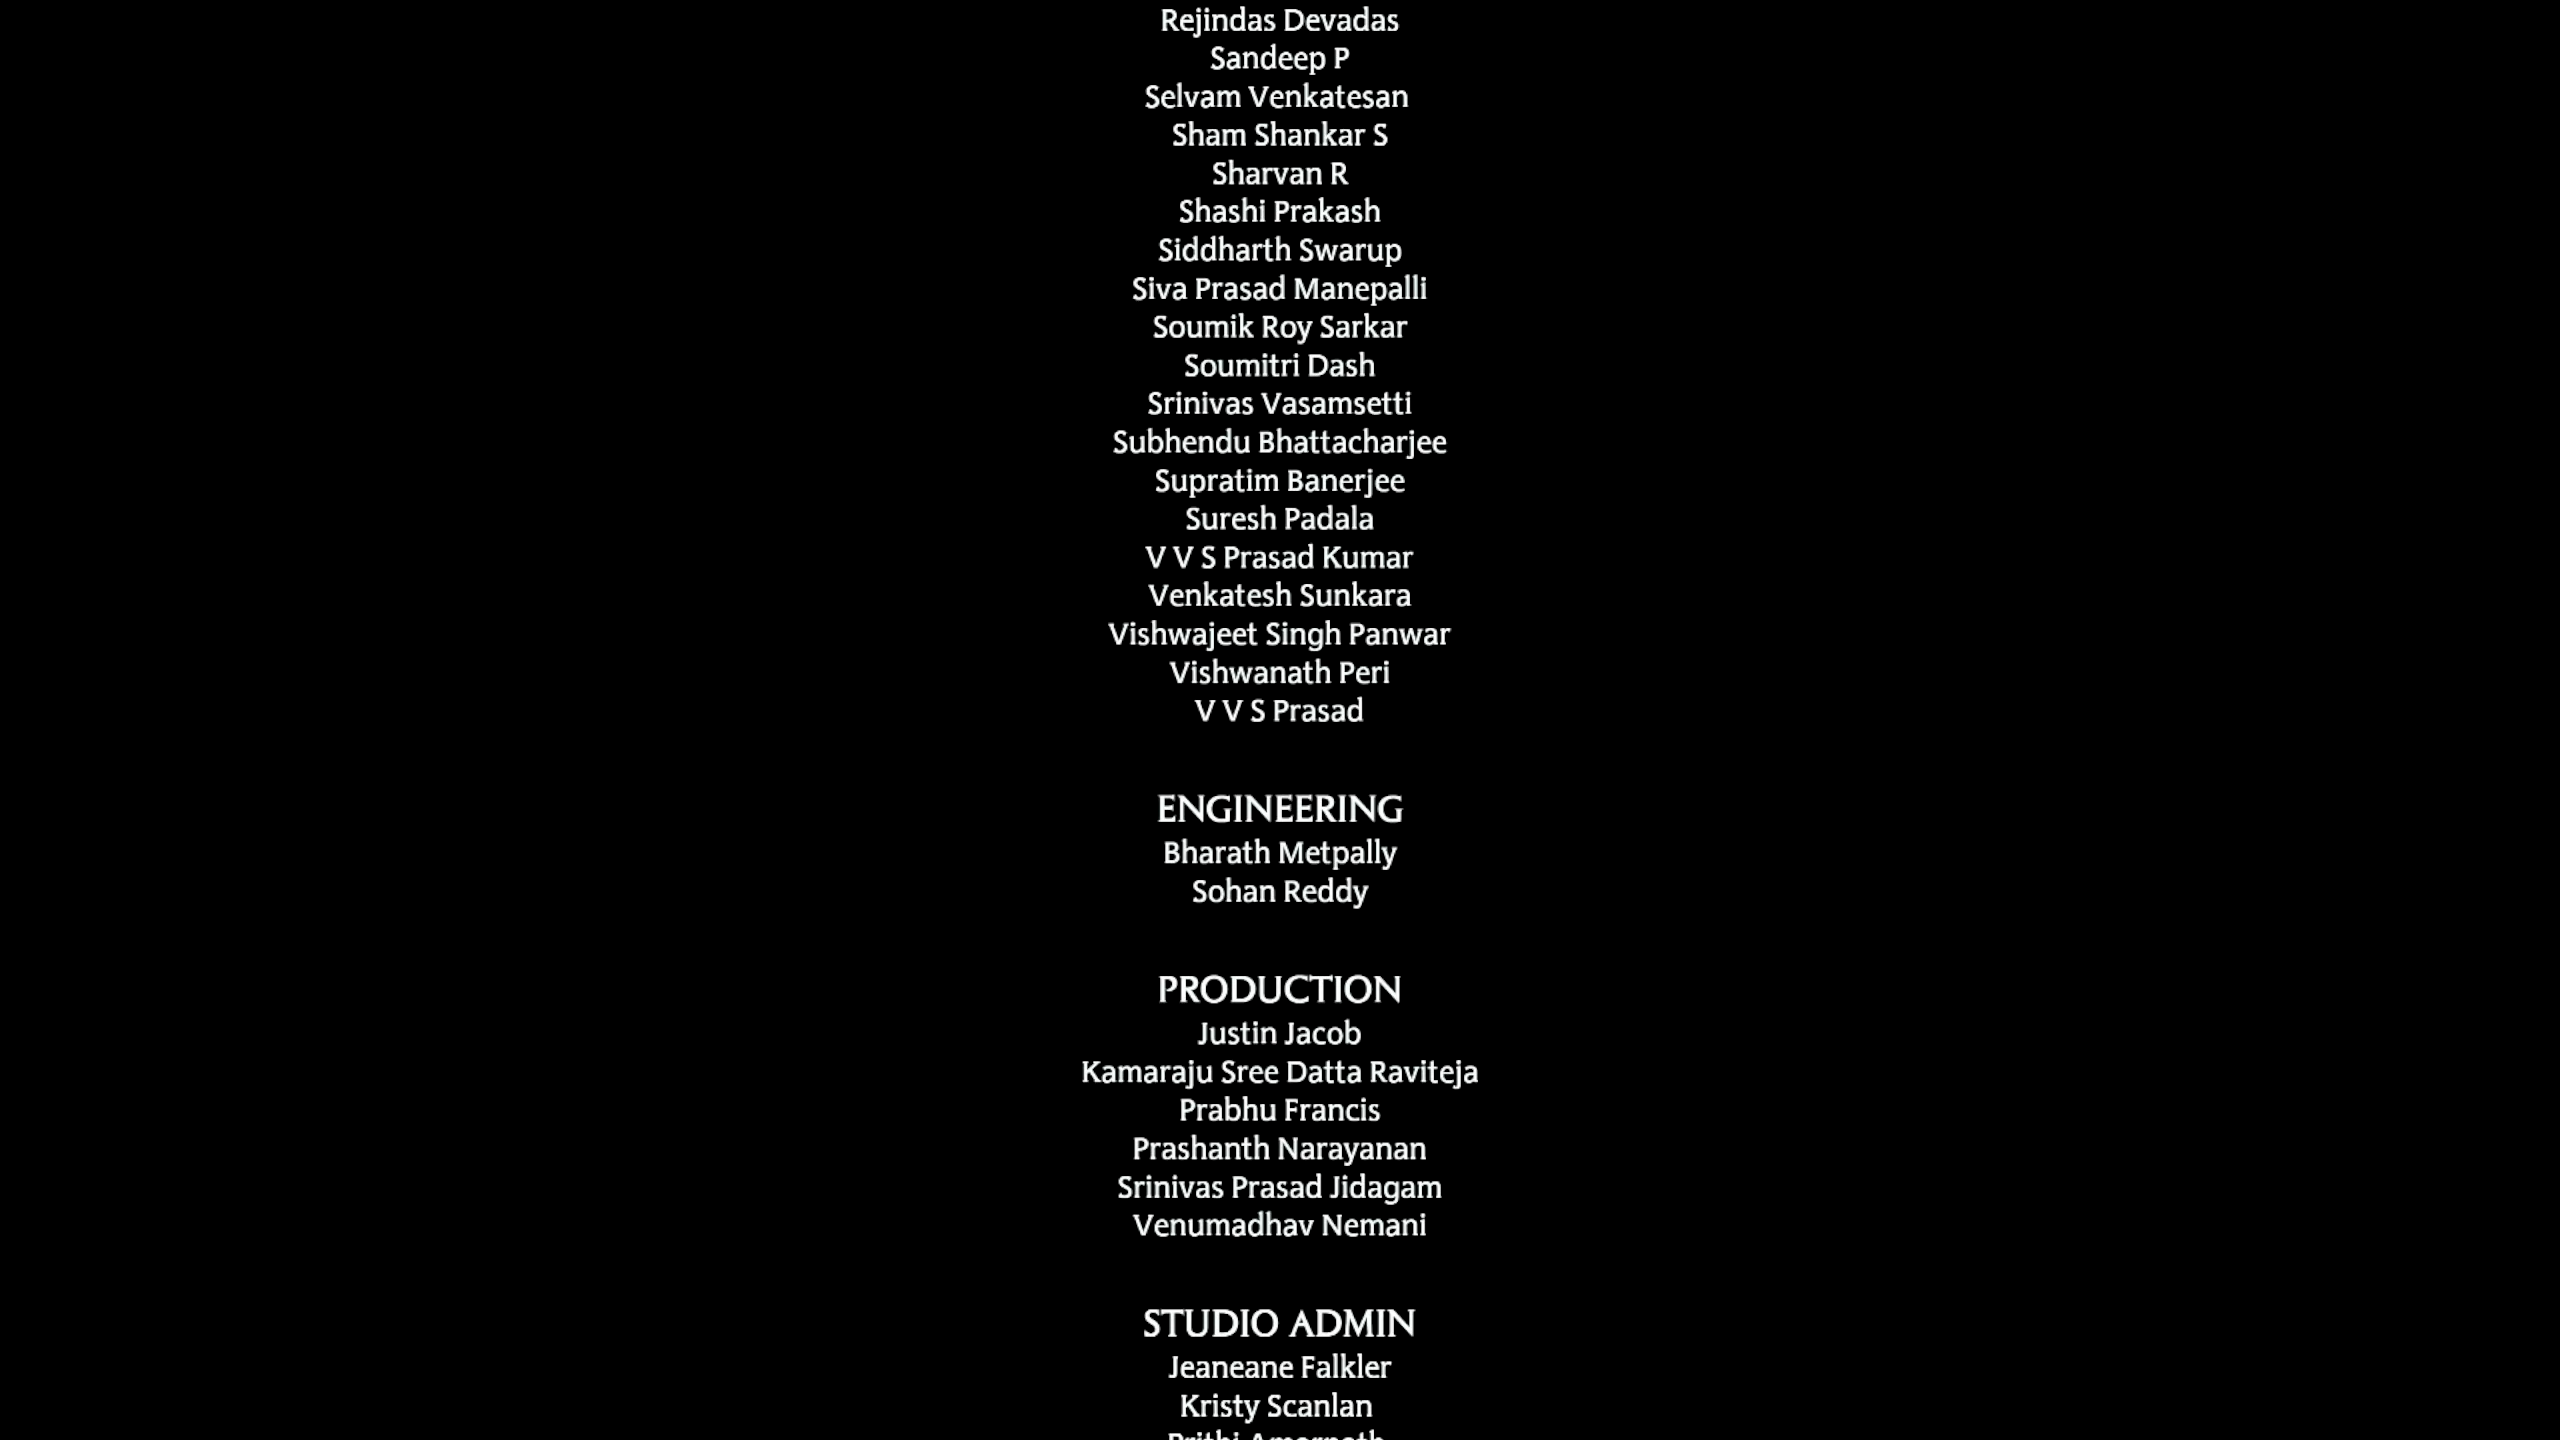 Rejindas Devadas
Sandeep P
Selvam Venkatesan
Sham Shankar S
Sharvan R
Shashi Prakash
Siddharth Swarup
Siva Prasad Manepalli
Soumik Roy Sarkar
Soumitri Dash
Srinivas Vasamsetti
Subhendu Bhattacharjee
Supratim Banerjee
Suresh Padala
V V S Prasad Kumar
Venkatesh Sunkara
Vishwajeet Singh Panwar
Vishwanath Peri
V V S Prasad
ENGINEERING
Bharath Metpally
Sohan Reddy
PRODUCTION
Justin Jacob
Kamaraju Sree Datta Raviteja
Prabhu Francis
Prashanth Narayanan
Srinivas Prasad Jidagam
Venumadhav Nemani
STUDIO ADMIN
Jeaneane Falkler
Kristy Scanlan